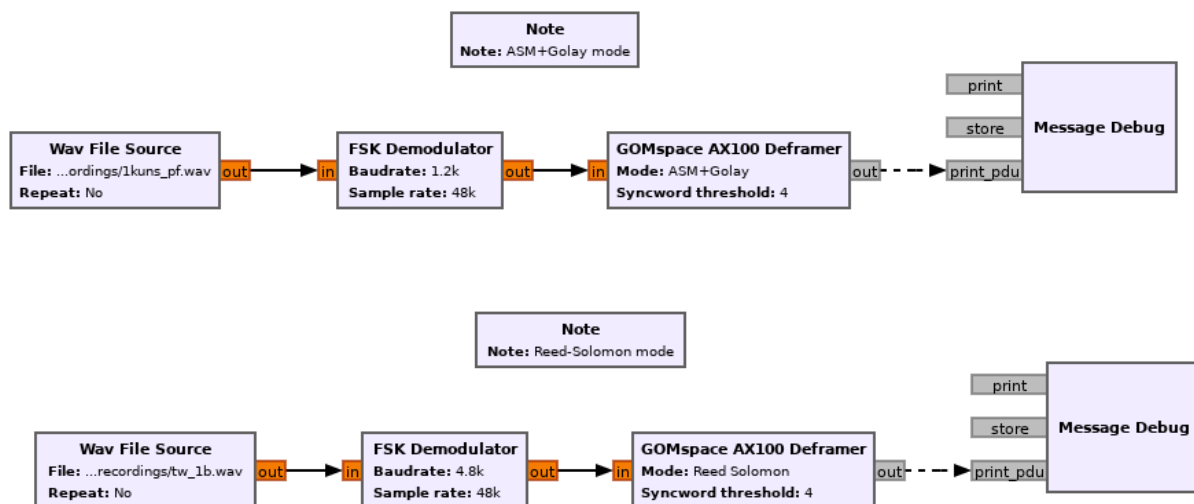 Note
Note: ASM+Golay mode
print
store
print_pdu
Message Debug
Wav File Source
File: ...ordings/1kuns_pf.wav
Repeat: No
out
in
FSK Demodulator
Baudrate: 1.2k
Sample rate: 48k
out
in
GOMspace AX100 Deframer
Mode: ASM+Golay
Syncword threshold: 4
out
Note
Note: Reed-Solomon mode
print
store
print_pdu
Message Debug
Wav File Source
File: ...recordings/tw_1b.wav
Repeat: No
out
in
FSK Demodulator
Baudrate: 4.8k
Sample rate: 48k
out
in
GOMspace AX100 Deframer
Mode: Reed Solomon
Syncword threshold: 4
out